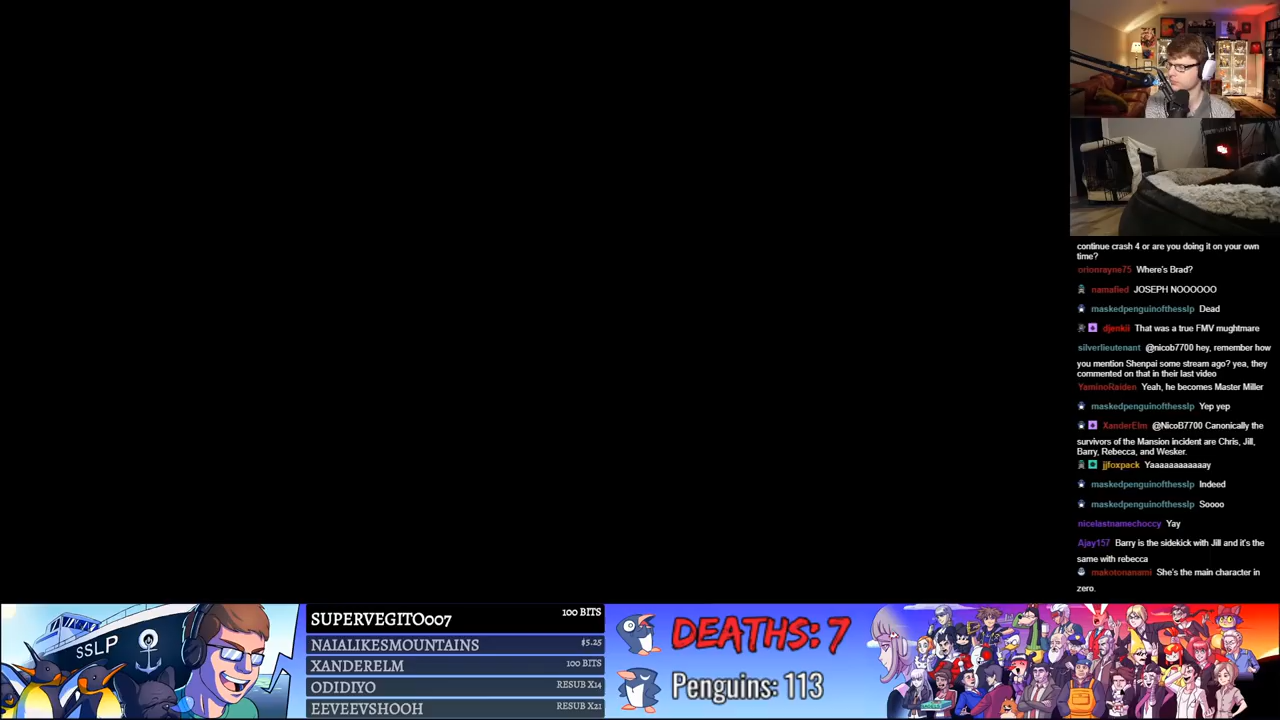 continue crash 4 or are you doing it on your own
time?
orionrayne75 Where's Brad?
namafied JOSEPH NOOOOOO
maskedpenguinofthesslp Dead
djenkli That was a true FMV mughtmare
silverlieutenant @nicob7700 hey, remember how
you mention Shenpai some stream ago? yea, they
commented on that in their last video
YaminoRaiden Yeah, he becomes Master Miller
maskedpenguinofthesslp Yep yep
XanderElm @NicoB7700 Canonically the
survivors of the Mansion incident are Chris, Jill,
Barry, Rebecca, and Wesker.
jjfoxpack Yaaaaaaaaaaay
maskedpenguinofthesslp Indeed
maskedpenguinofthesslp Soooo
nicelastnamechoccy Yay
Ajay157 Barry is the sidekick with Jill and it's the
same with rebecca
makotonanami She's the main character in
zero.
SSLP
SUPERVEGITO007 100 BITS
NAIALIKESMOUNTAINS $5.25
XANDERELM 100 BITS
ODIDIYO RESUB X14
EEVEEVSHOOH RESUB X21
DEATHS: 7
Penguins: 113